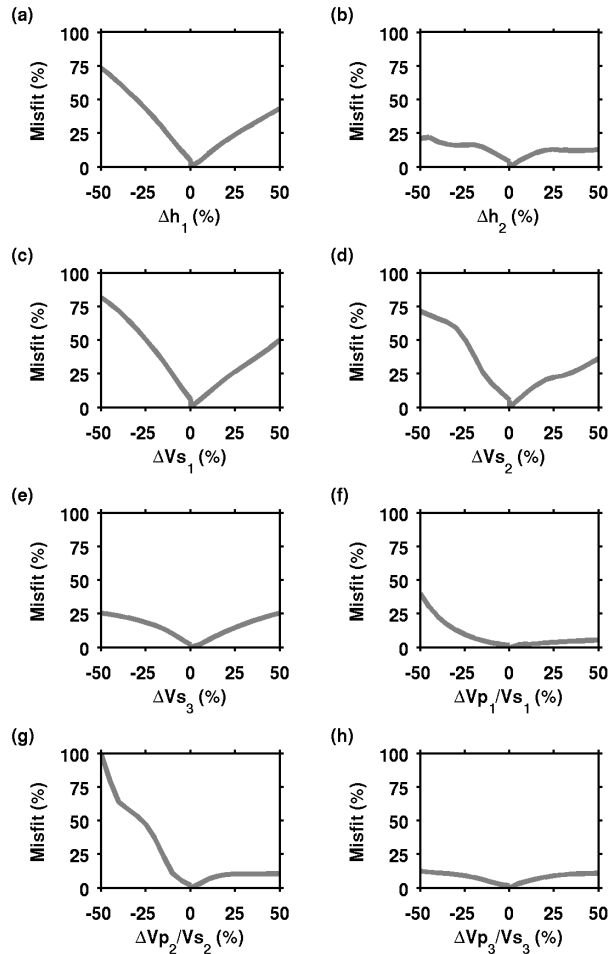 (a)
100
75
50
25
0
Misfit (%)
-50 -25 0 25 50
Δh₁ (%)
(b)
100
75
50
25
0
Misfit (%)
-50 -25 0 25 50
Δh₂ (%)
(c)
100
75
50
25
0
Misfit (%)
-50 -25 0 25 50
ΔVs₁ (%)
(d)
100
75
50
25
0
Misfit (%)
-50 -25 0 25 50
ΔVs₂ (%)
(e)
100
75
50
25
0
Misfit (%)
-50 -25 0 25 50
ΔVs₃ (%)
(f)
100
75
50
25
0
Misfit (%)
-50 -25 0 25 50
ΔVp₁/Vs₁ (%)
(g)
100
75
50
25
0
Misfit (%)
-50 -25 0 25 50
ΔVp₂/Vs₂ (%)
(h)
100
75
50
25
0
Misfit (%)
-50 -25 0 25 50
ΔVp₃/Vs₃ (%)